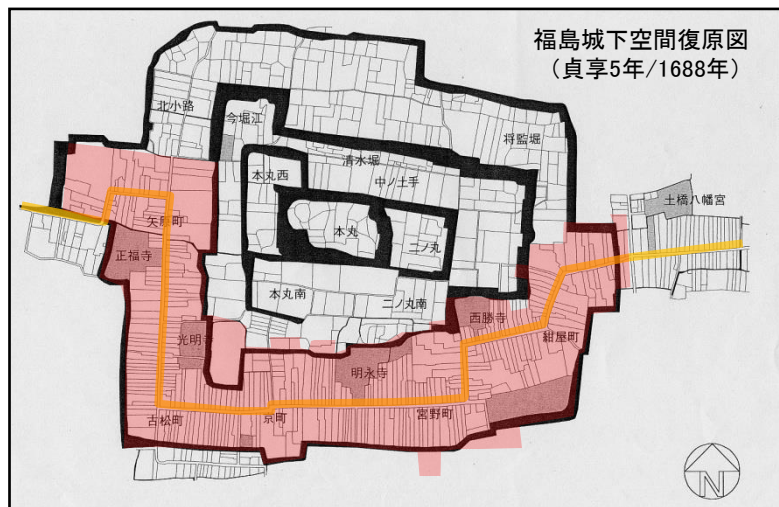 福島城下空間復原図
(貞享5年/1688年)
北小路
今堀江
将監堀
清水堀
本丸西
中ノ土手
土橋八幡宮
矢原町
本丸
二ノ丸
正福寺
本丸南
二ノ丸南
西勝寺
光明寺
紺屋町
明永寺
古松町
京町
宮野町
N